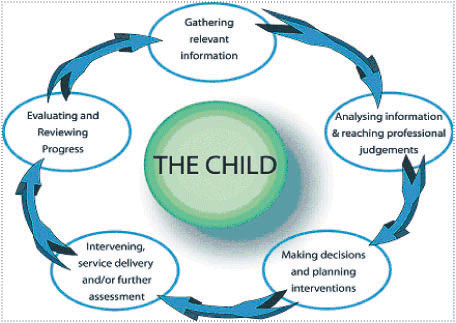 Gathering
relevant
information
Analysing information
& reaching professional
judgements
Making decisions
and planning
interventions
Intervening,
service delivery
and/or further
assessment
Evaluating and
Reviewing
Progress
THE CHILD